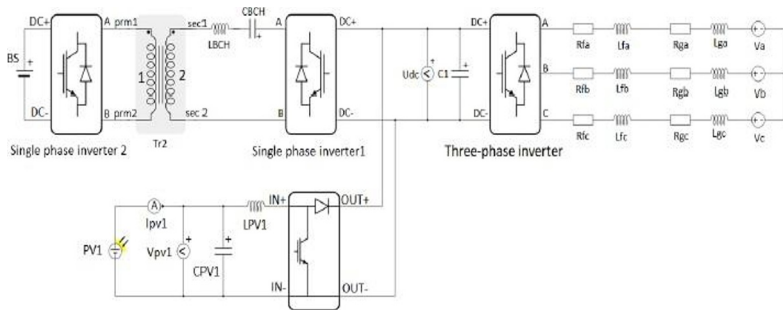 CBCH
DC+ A prm1 sec1 LBCH A DC+ DC+ A
Rfa Lfa Rga Lga Va
BS 1 2 Udc C1 B
Rfb Lfb Rgb Lgb Vb
DC- B prm2 sec 2 B DC- DC- C
Tr2 Rfc Lfc Rgc Lgc Vc
Single phase inverter 2 Single phase inverter1 Three-phase inverter
A IN+ OUT+
Ipv1 LPV1
PV1 Vpv1 CPV1
IN- OUT-